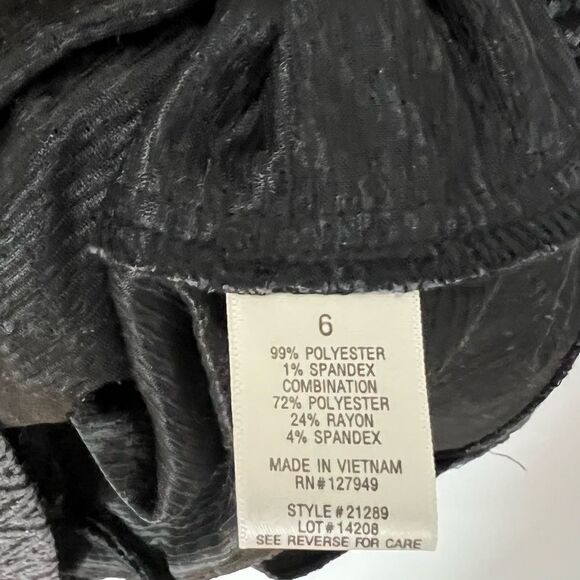 6
99% POLYESTER
1% SPANDEX
COMBINATION
72% POLYESTER
24% RAYON
4% SPANDEX
MADE IN VIETNAM
RN#127949
STYLE#21289
LOT#14208
SEE REVERSE FOR CARE